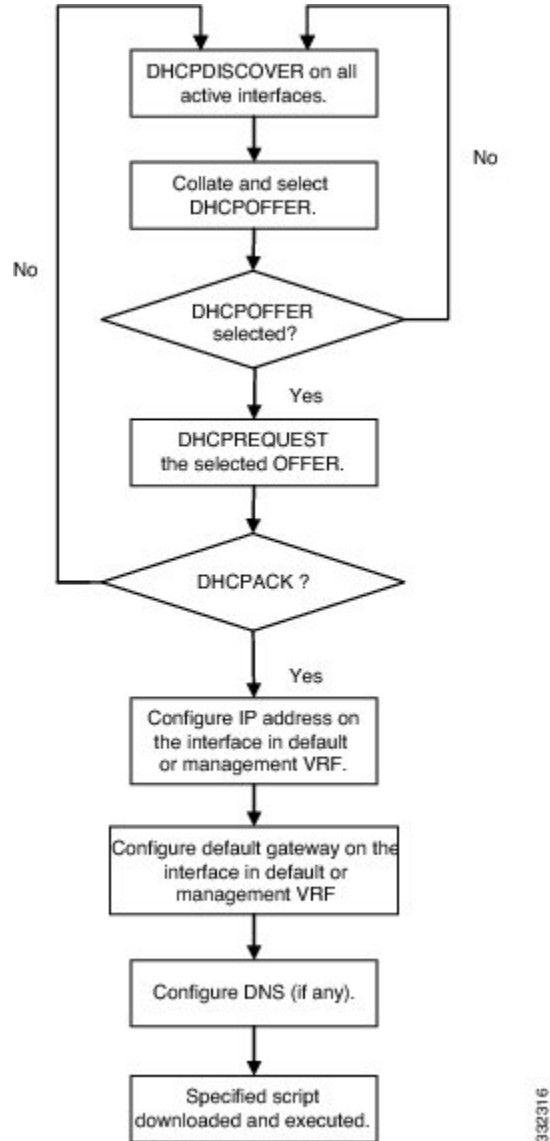 DHCPDISCOVER on all
active interfaces.
No
Collate and select
DHCPOFFER.
No
DHCPOFFER
selected?
Yes
DHCPREQUEST
the selected OFFER.
DHCPACK ?
Yes
Configure IP address on
the interface in default
or management VRF.
Configure default gateway on the
interface in default or
management VRF
Configure DNS (if any).
Specified script
downloaded and executed.
332316